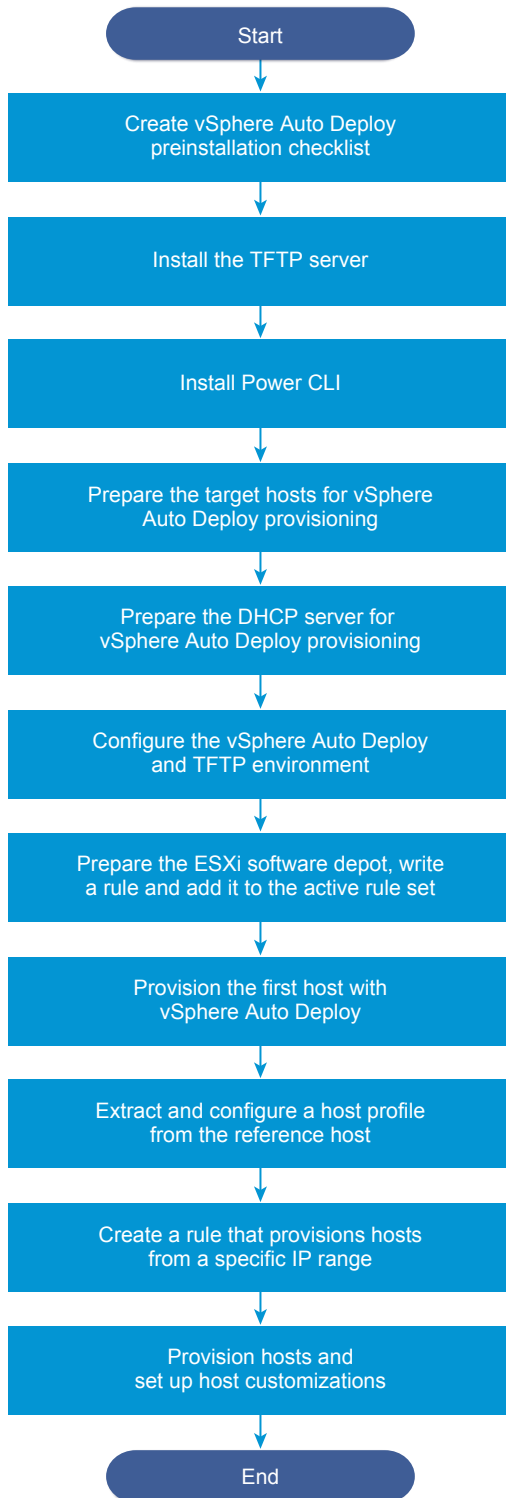 Start
Create vSphere Auto Deploy
preinstallation checklist
Install the TFTP server
Install Power CLI
Prepare the target hosts for vSphere
Auto Deploy provisioning
Prepare the DHCP server for
vSphere Auto Deploy provisioning
Configure the vSphere Auto Deploy
and TFTP environment
Prepare the ESXi software depot, write
a rule and add it to the active rule set
Provision the first host with
vSphere Auto Deploy
Extract and configure a host profile
from the reference host
Create a rule that provisions hosts
from a specific IP range
Provision hosts and
set up host customizations
End